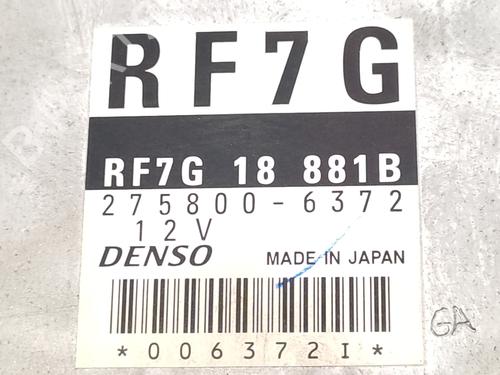 RF7G
RF7G 18 881B
275800-6372
12V
DENSO MADE IN JAPAN
*006372I*
GA